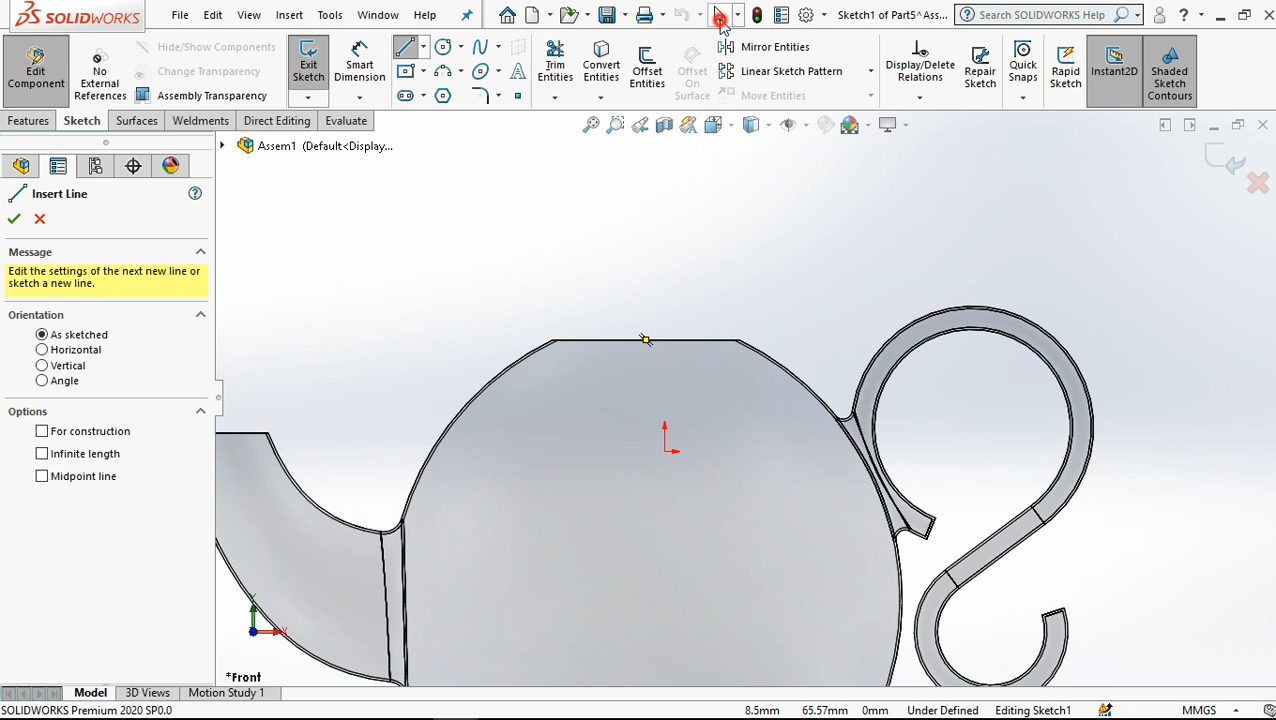 SOLIDWORKS File Edit View Insert Tools Window Help Sketch1 of Part5^Ass... Search SOLIDWORKS Help
Edit Component No External References Hide/Show Components Change Transparency Assembly Transparency Exit Sketch Smart Dimension Trim Entities Convert Entities Offset Entities Offset On Surface Mirror Entities Linear Sketch Pattern Move Entities Display/Delete Relations Repair Sketch Quick Snaps Rapid Sketch Instant2D Shaded Sketch Contours
Features Sketch Surfaces Weldments Direct Editing Evaluate
Assem1 (Default<Display...
Insert Line
Message
Edit the settings of the next new line or
sketch a new line.
Orientation
As sketched
Horizontal
Vertical
Angle
Options
For construction
Infinite length
Midpoint line
Y
X
*Front
Model 3D Views Motion Study 1
SOLIDWORKS Premium 2020 SP0.0 8.5mm 65.57mm 0mm Under Defined Editing Sketch1 MMGS